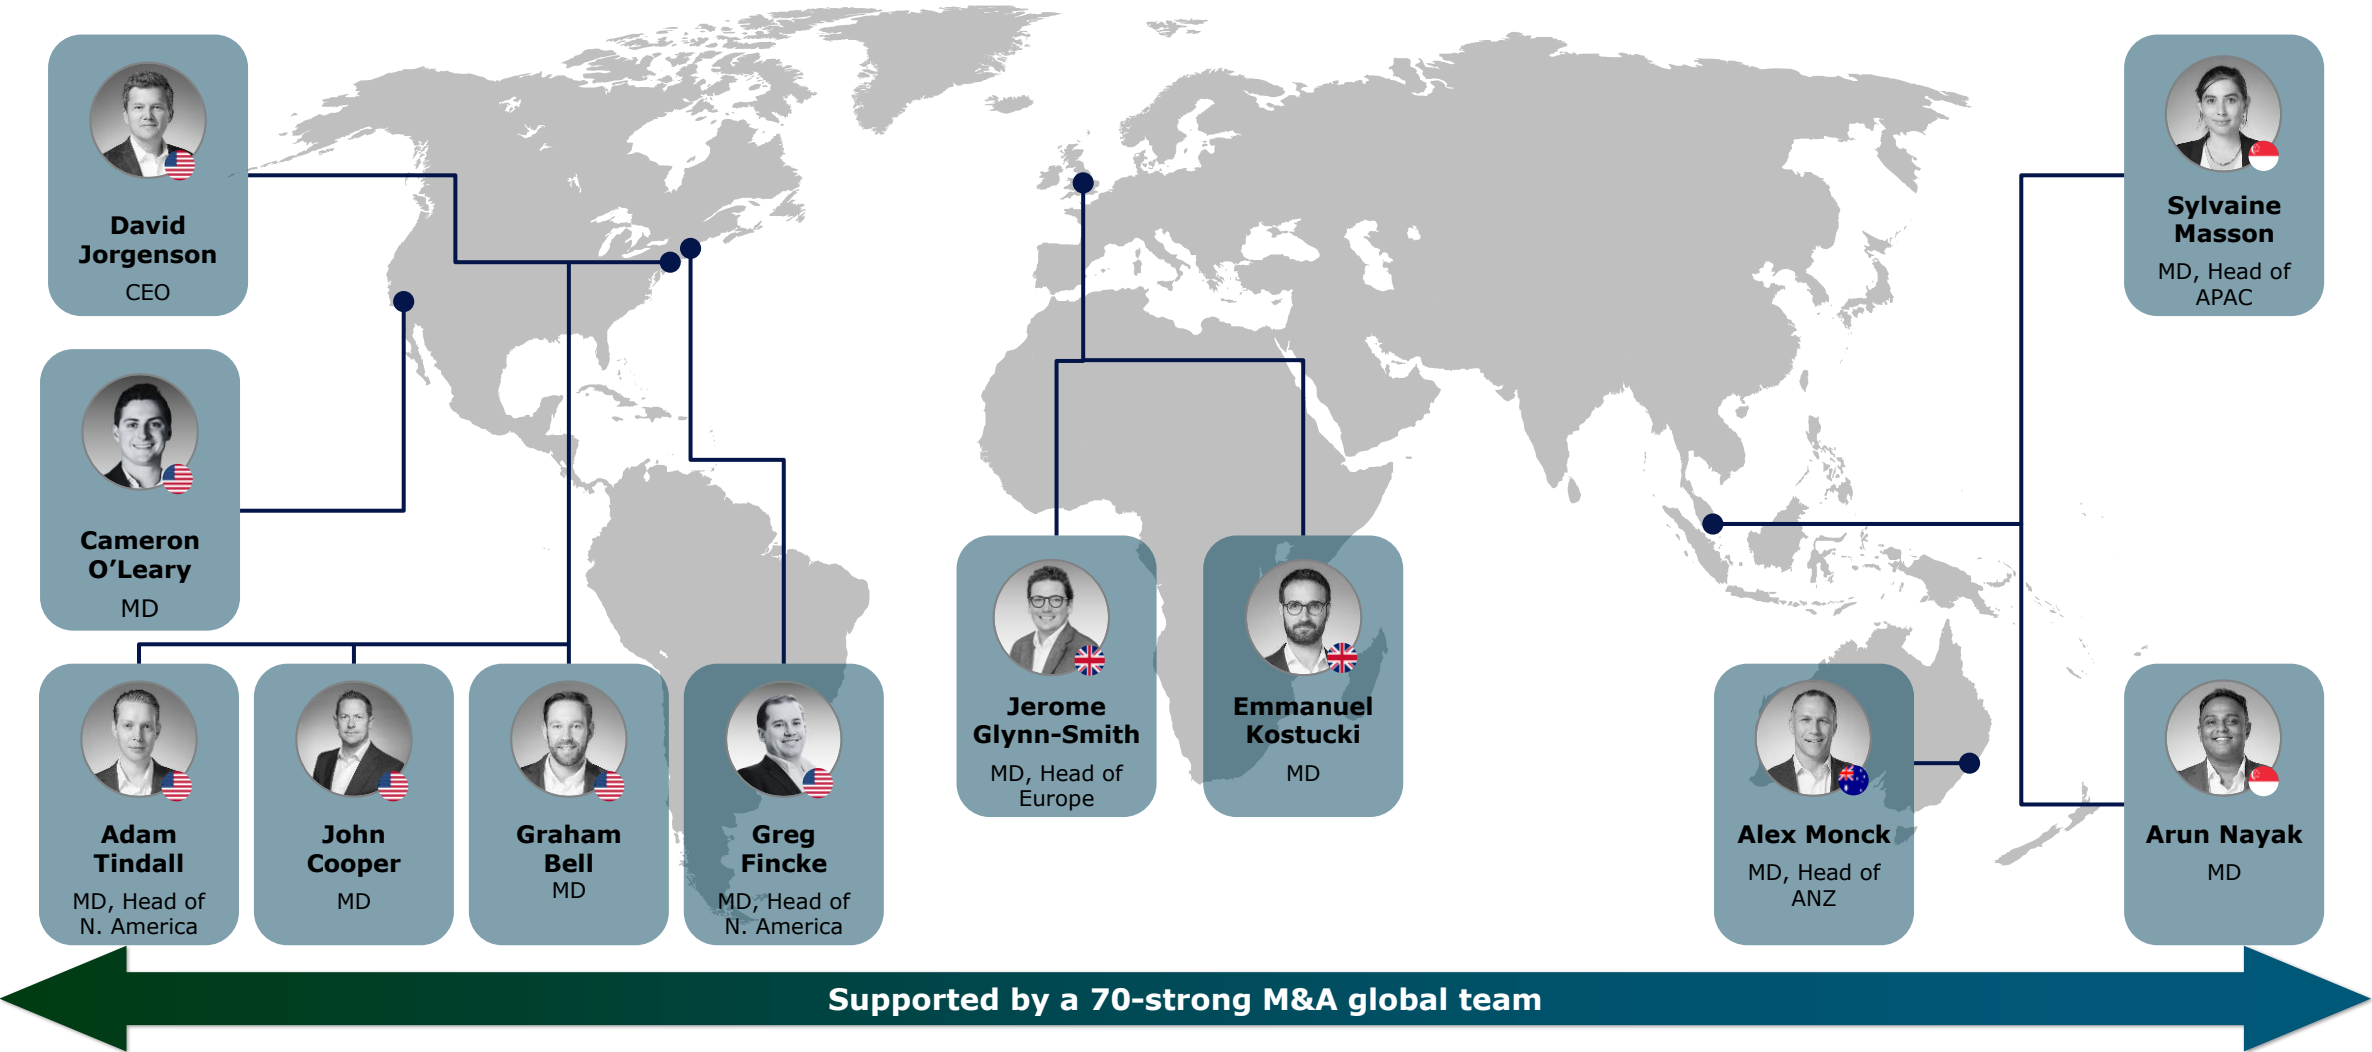 David
Jorgenson
CEO
Sylvaine
Masson
MD, Head of
APAC
Cameron
O’Leary
MD
Adam
Tindall
MD, Head of
N. America
John
Cooper
MD
Graham
Bell
MD
Greg
Fincke
MD, Head of
N. America
Jerome
Glynn-Smith
MD, Head of
Europe
Emmanuel
Kostucki
MD
Alex Monck
MD, Head of
ANZ
Arun Nayak
MD
Supported by a 70-strong M&A global team